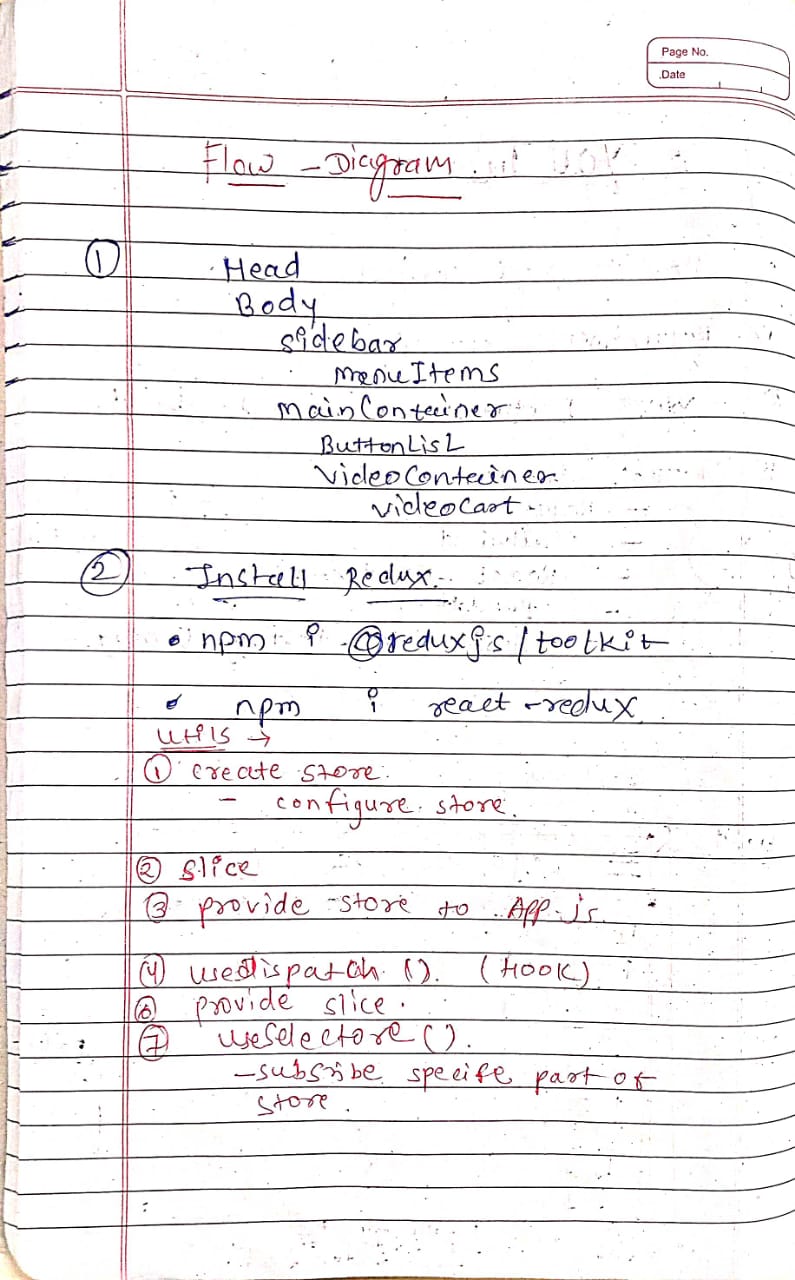 Page No.
Date
Flow - Diagram.
① Head
Body
sidebar
menuItems
mainContainer
ButtonList
VideoContainer
videocart.
② Install Redux.
• npm i @reduxjs/toolkit
• npm i react-redux
utils →
① create store.
- configure store.
② slice
③ provide store to App.js.
④ usedispatch (). (HOOK)
⑥ provide slice.
⑦ useSelectore().
- subsribe specife part of
store.